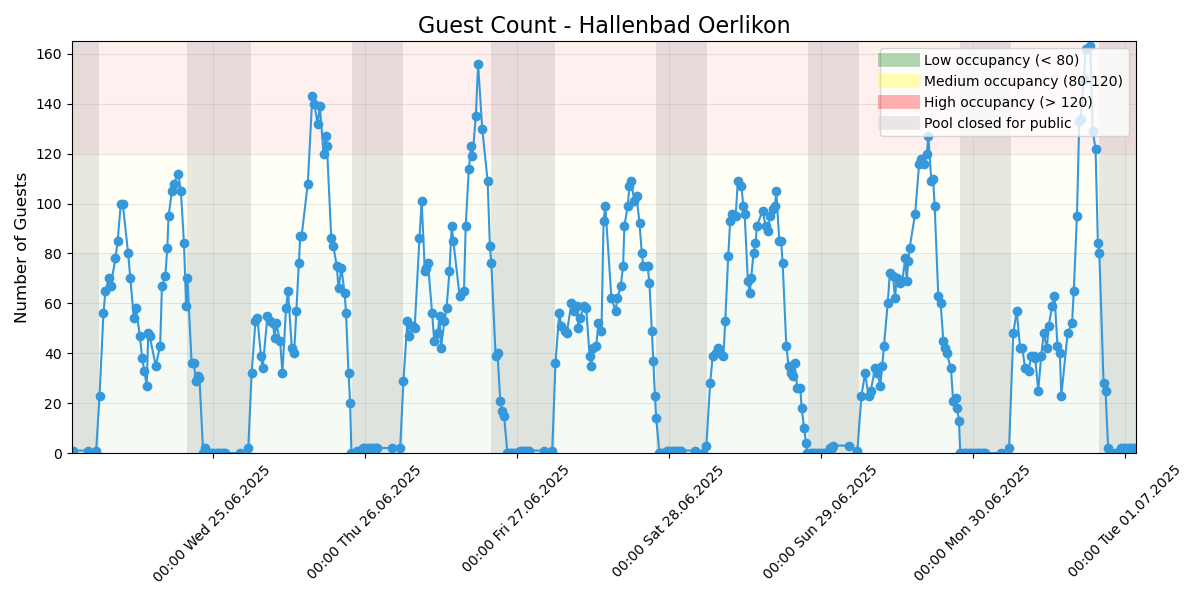 Guest Count - Hallenbad Oerlikon
Low occupancy (< 80)
Medium occupancy (80-120)
High occupancy (> 120)
Pool closed for public
Number of Guests
160
140
120
100
80
60
40
20
0
00:00 Wed 25.06.2025
00:00 Thu 26.06.2025
00:00 Fri 27.06.2025
00:00 Sat 28.06.2025
00:00 Sun 29.06.2025
00:00 Mon 30.06.2025
00:00 Tue 01.07.2025